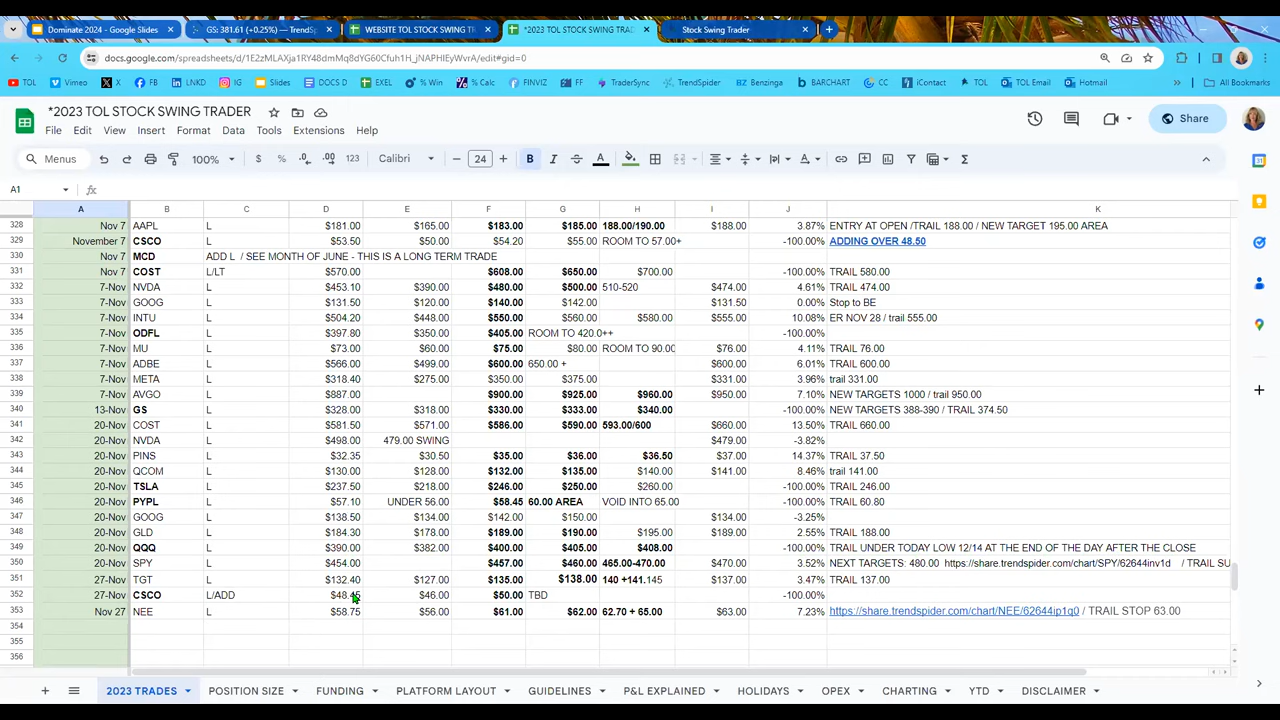 Dominate 2024 - Google Slides
GS: 381.61 (+0.25%) — TrendSp
WEBSITE TOL STOCK SWING TR
*2023 TOL STOCK SWING TRAD
Stock Swing Trader
docs.google.com/spreadsheets/d/1E2zMLAXja1RY48dmMq8dYG60Cfuh1H_jNAPHIEyWvrA/edit#gid=0
TOL Vimeo X FB LNKD IG Slides DOCS D EXEL % Win % Calc FINVIZ FF TraderSync TrendSpider Benzinga BARCHART CC iContact TOL TOL Email Hotmail All Bookmarks
*2023 TOL STOCK SWING TRADER
File Edit View Insert Format Data Tools Extensions Help
Share
Menus 100% $ % .0 .00 123 Calibri 24 B I A
A1 fx
A B C D E F G H I J K
328 Nov 7 AAPL L $181.00 $165.00 $183.00 $185.00 188.00/190.00 $188.00 3.87% ENTRY AT OPEN /TRAIL 188.00 / NEW TARGET 195.00 AREA
329 November 7 CSCO L $53.50 $50.00 54.20 $55.00 ROOM TO 57.00+ -100.00% ADDING OVER 48.50
330 Nov 7 MCD ADD L / SEE MONTH OF JUNE - THIS IS A LONG TERM TRADE
331 Nov 7 COST L/LT $570.00 $608.00 $650.00 $700.00 -100.00% TRAIL 580.00
332 7-Nov NVDA L $453.10 $390.00 $480.00 $500.00 510-520 $474.00 4.61% TRAIL 474.00
333 7-Nov GOOG L $131.50 $120.00 $140.00 $142.00 $131.50 0.00% Stop to BE
334 7-Nov INTU L $504.20 $448.00 $550.00 $560.00 $580.00 $555.00 10.08% ER NOV 28 / trail 555.00
335 7-Nov ODFL L $397.80 $350.00 $405.00 ROOM TO 420.0++ -100.00%
336 7-Nov MU L $73.00 $60.00 $75.00 $80.00 ROOM TO 90.00 $76.00 4.11% TRAIL 76.00
337 7-Nov ADBE L $566.00 $499.00 $600.00 650.00 + $600.00 6.01% TRAIL 600.00
338 7-Nov META L $318.40 $275.00 $350.00 $375.00 $331.00 3.96% trail 331.00
339 7-Nov AVGO L $887.00 $900.00 $925.00 $960.00 $950.00 7.10% NEW TARGETS 1000 / trail 950.00
340 13-Nov GS L $328.00 $318.00 $330.00 $333.00 $340.00 -100.00% NEW TARGETS 388-390 / TRAIL 374.50
341 20-Nov COST L $581.50 $571.00 $586.00 $590.00 593.00/600 $660.00 13.50% TRAIL 660.00
342 20-Nov NVDA L $498.00 479.00 SWING $479.00 -3.82%
343 20-Nov PINS L $32.35 $30.50 $35.00 $36.00 $36.50 $37.00 14.37% TRAIL 37.50
344 20-Nov QCOM L $130.00 $128.00 $132.00 $135.00 $140.00 $141.00 8.46% trail 141.00
345 20-Nov TSLA L $237.50 $218.00 $246.00 $250.00 $260.00 -100.00% TRAIL 246.00
346 20-Nov PYPL L $57.10 UNDER 56.00 $58.45 60.00 AREA VOID INTO 65.00 -100.00% TRAIL 60.80
347 20-Nov GOOG L $138.50 $134.00 $142.00 $150.00 $134.00 -3.25%
348 20-Nov GLD L $184.30 $178.00 $189.00 $190.00 $195.00 $189.00 2.55% TRAIL 188.00
349 20-Nov QQQ L $390.00 $382.00 $400.00 $405.00 $408.00 -100.00% TRAIL UNDER TODAY LOW 12/14 AT THE END OF THE DAY AFTER THE CLOSE
350 20-Nov SPY L $454.00 $457.00 $460.00 465.00-470.00 $470.00 3.52% NEXT TARGETS: 480.00 https://share.trendspider.com/chart/SPY/62644inv1d / TRAIL SU
351 27-Nov TGT L $132.40 $127.00 $135.00 $138.00 140 +141.145 $137.00 3.47% TRAIL 137.00
352 27-Nov CSCO L/ADD $48.45 $46.00 $50.00 TBD -100.00%
353 Nov 27 NEE L $58.75 $56.00 $61.00 $62.00 62.70 + 65.00 $63.00 7.23% https://share.trendspider.com/chart/NEE/62644ip1q0 / TRAIL STOP 63.00
354
355
356
2023 TRADES POSITION SIZE FUNDING PLATFORM LAYOUT GUIDELINES P&L EXPLAINED HOLIDAYS OPEX CHARTING YTD DISCLAIMER